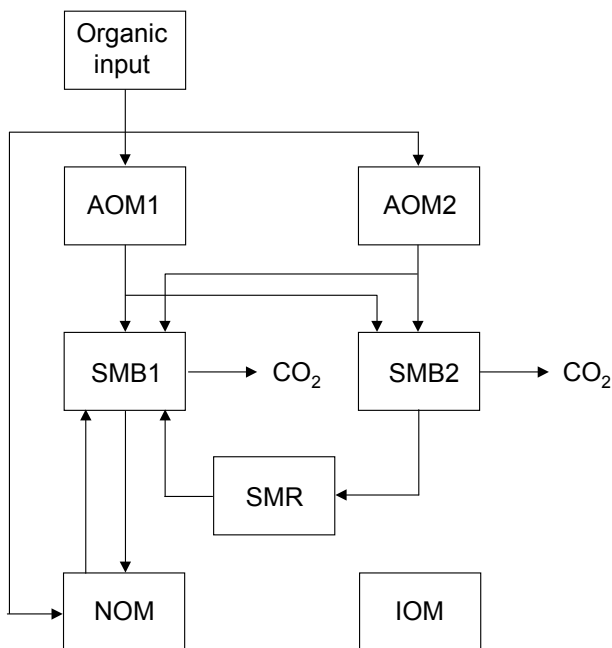 Organic
input
AOM1
AOM2
SMB1
CO₂
SMB2
CO₂
SMR
NOM
IOM